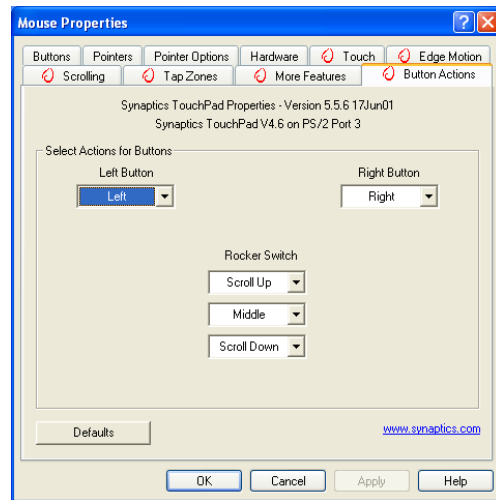 Mouse Properties
Buttons Pointers Pointer Options Hardware Touch Edge Motion
Scrolling Tap Zones More Features Button Actions
Synaptics TouchPad Properties - Version 5.5.6 17Jun01
Synaptics TouchPad V4.6 on PS/2 Port 3
Select Actions for Buttons
Left Button Right Button
Left Right
Rocker Switch
Scroll Up
Middle
Scroll Down
Defaults www.synaptics.com
OK Cancel Apply Help